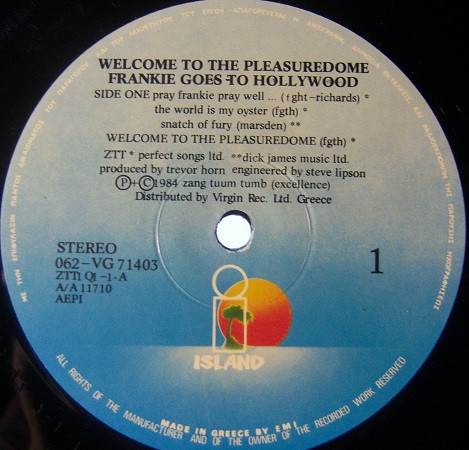 WELCOME TO THE PLEASUREDOME
FRANKIE GOES-TO HOLLYWOOD
SIDE ONE pray frankie pray well ... (fght-richards) *
the world is my oyster (fgth) *
snatch of fury (marsden) **
WELCOME TO THE PLEASUREDOME (fgth) *
ZTT * perfect songs ltd. **dick james music ltd.
produced by trevor horn engineered by steve lipson
Ⓟ+Ⓒ1984 zang tuum tumb (excellence)
Distributed by Virgin Rec. Ltd. Greece
STEREO
062-VG 71403
ZTT1 Q1-1-A
A/A 11710
AEPI
1
i
ISLAND
MADE IN GREECE BY EMI
ALL RIGHTS OF THE MANUFACTURER AND OF THE OWNER OF THE RECORDED WORK RESERVED